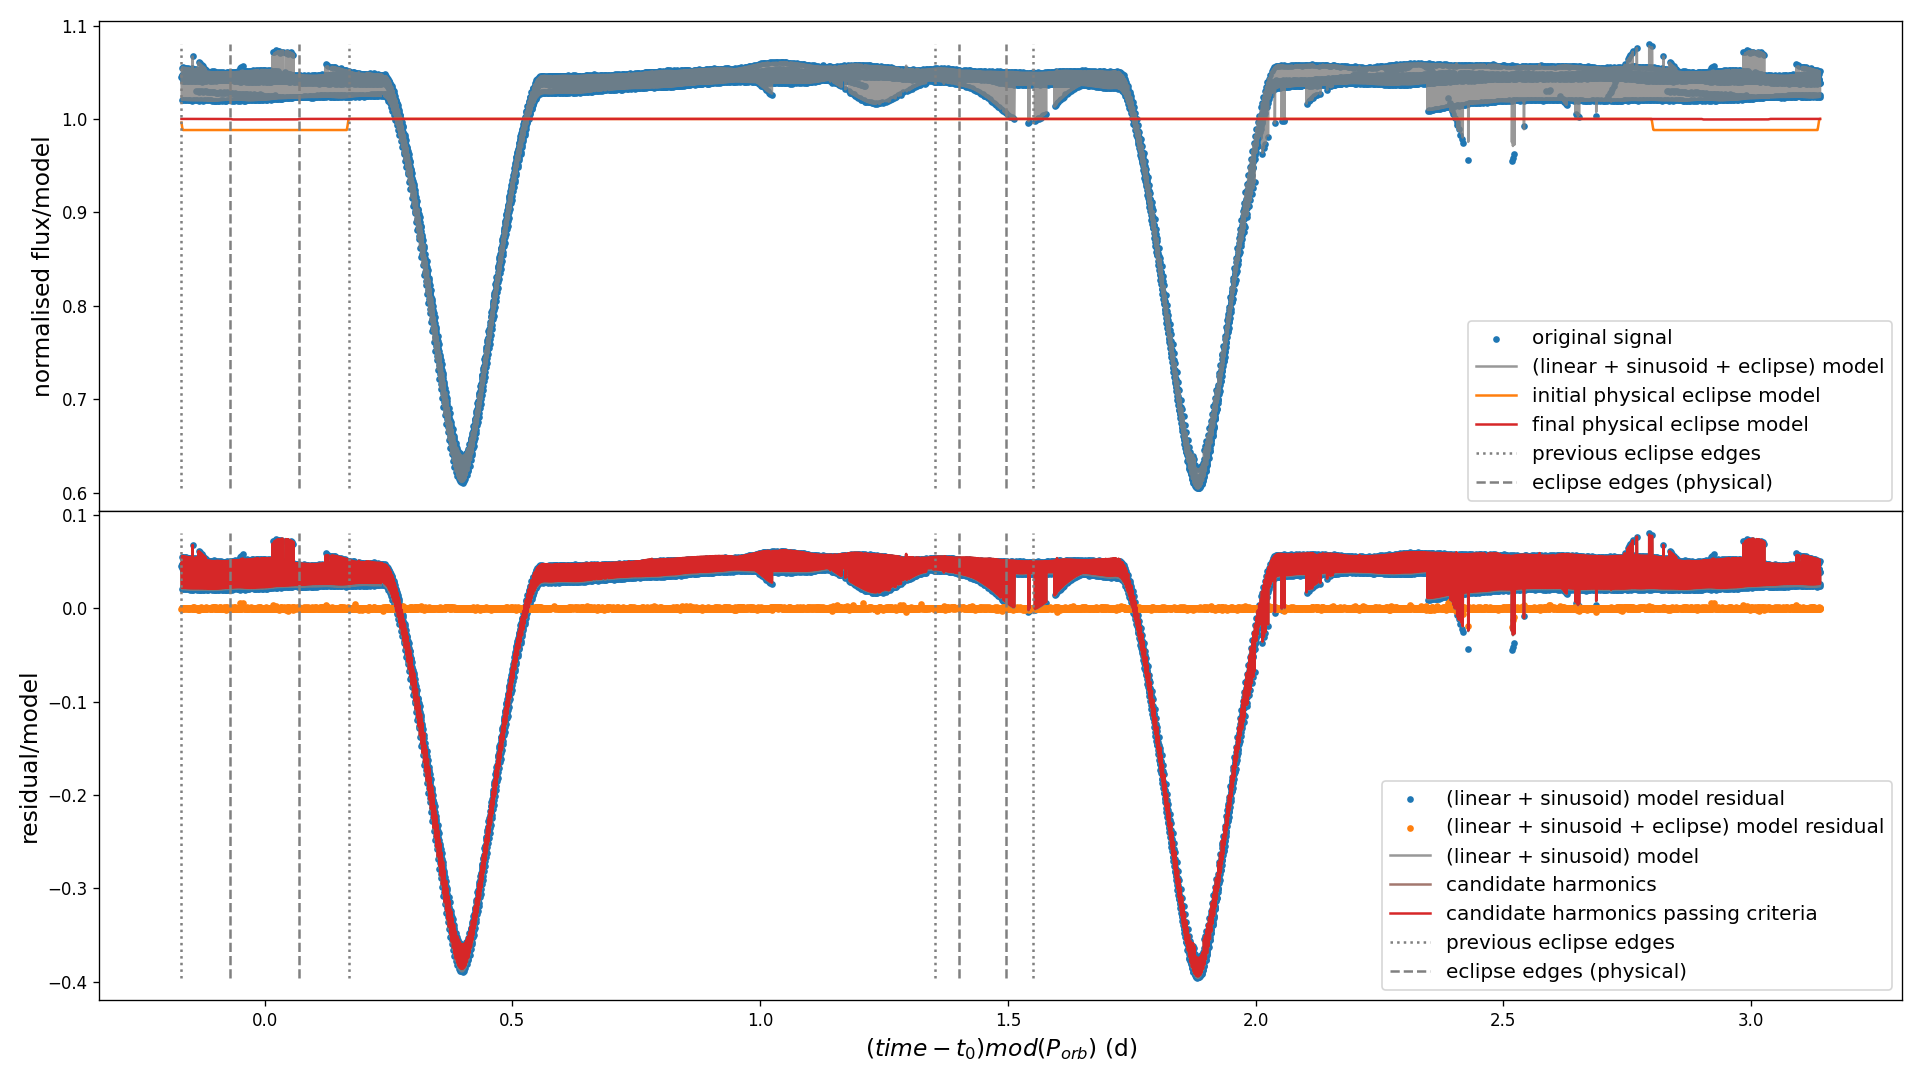 1.1
1.0
0.9
0.8
0.7
0.6
normalised flux/model
original signal
(linear + sinusoid + eclipse) model
initial physical eclipse model
final physical eclipse model
previous eclipse edges
eclipse edges (physical)
0.1
0.0
−0.1
−0.2
−0.3
−0.4
residual/model
(linear + sinusoid) model residual
(linear + sinusoid + eclipse) model residual
(linear + sinusoid) model
candidate harmonics
candidate harmonics passing criteria
previous eclipse edges
eclipse edges (physical)
0.0 0.5 1.0 1.5 2.0 2.5 3.0
(time − t₀)mod(P_orb) (d)